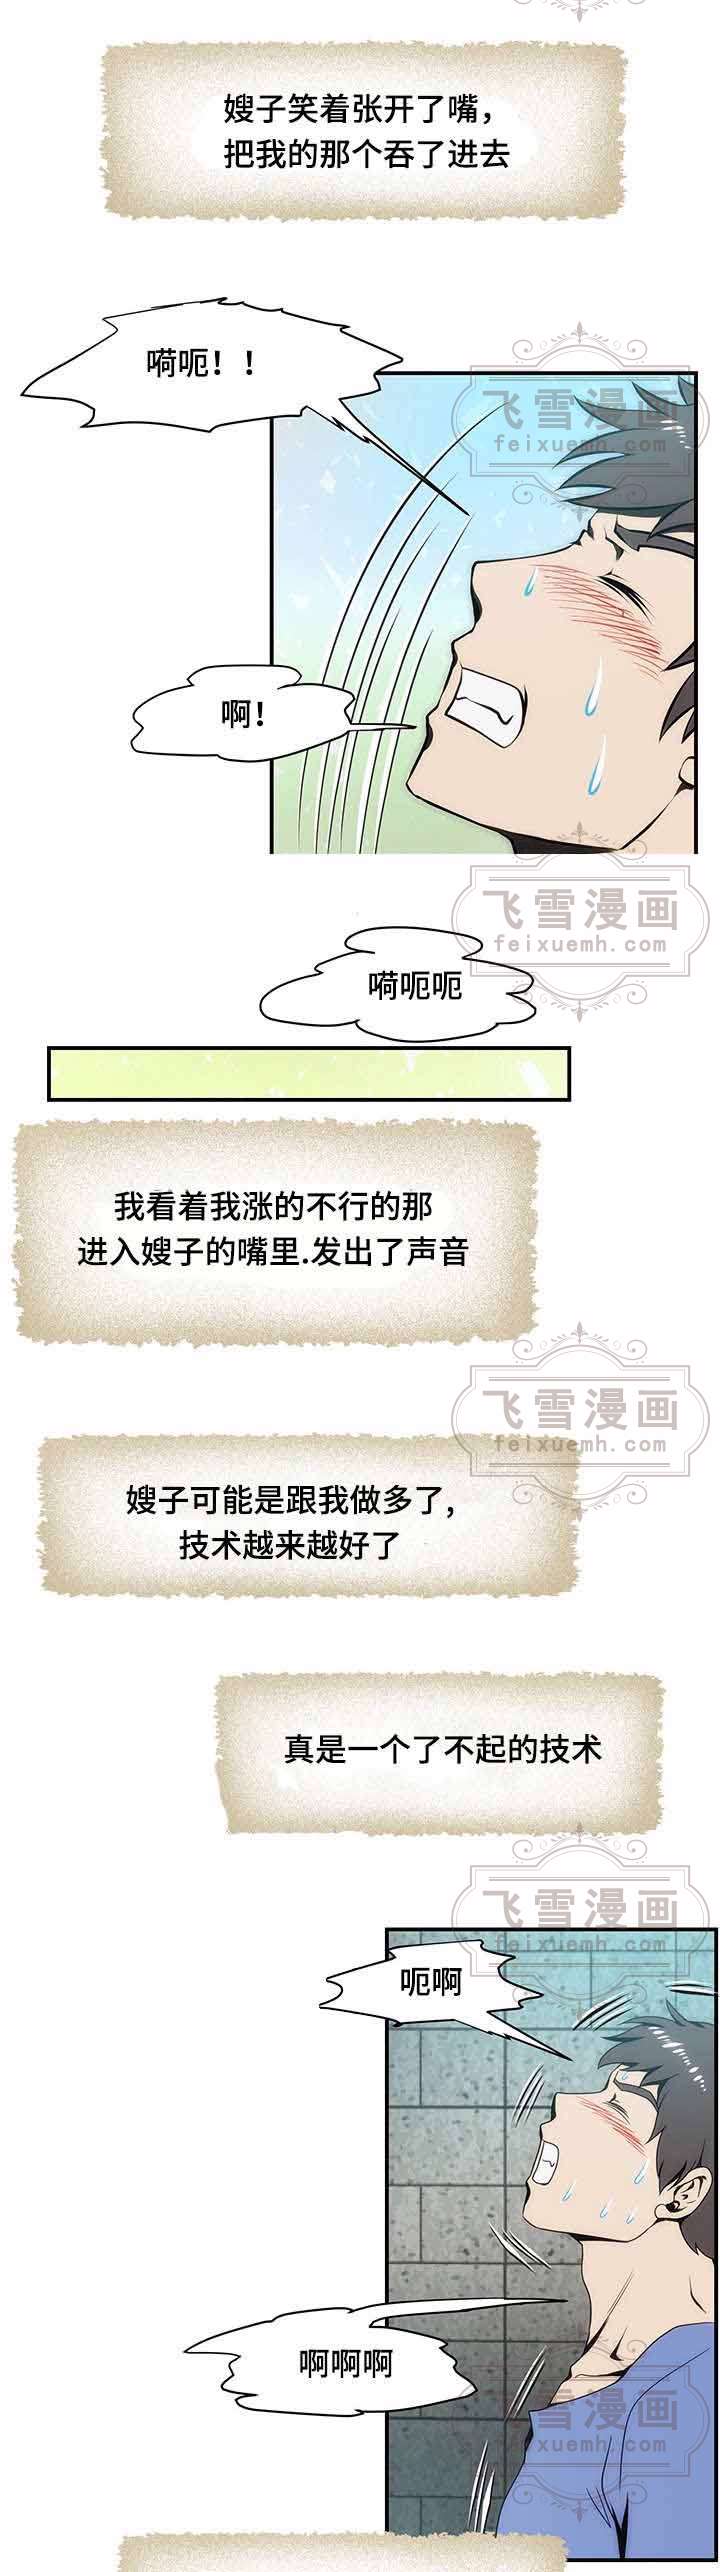 嫂子笑着张开了嘴，
把我的那个吞了进去
嗬呃！！
飞雪漫画
feixuemh.com
啊！
飞雪漫画
feixuemh.com
嗬呃呃
我看着我涨的不行的那
进入嫂子的嘴里.发出了声音
飞雪漫画
feixuemh.com
嫂子可能是跟我做多了，
技术越来越好了
真是一个了不起的技术
飞雪漫画
feixuemh.com
呃啊
啊啊啊
飞雪漫画
feixuemh.com